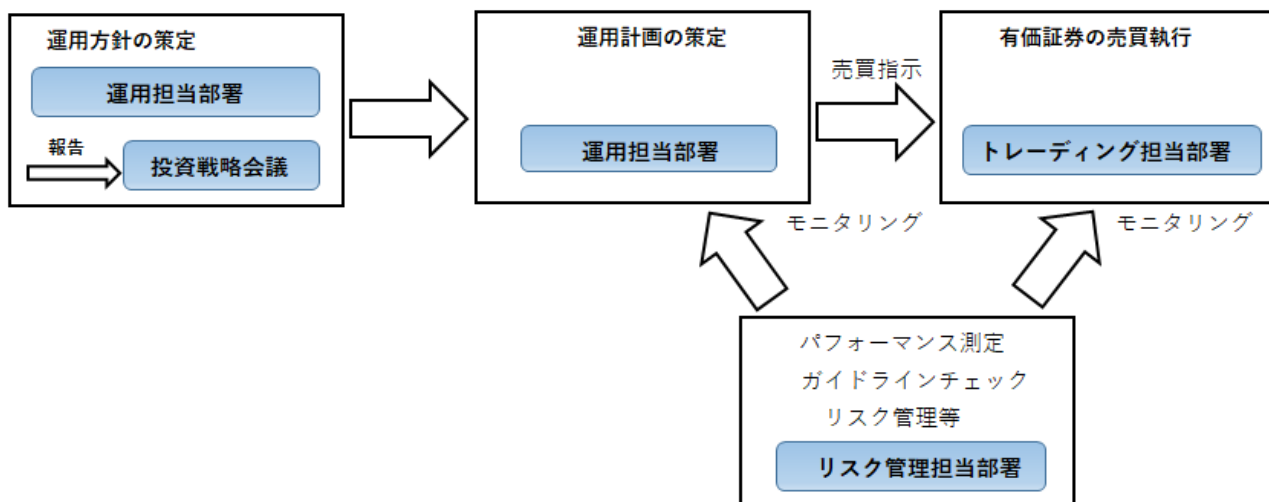 運用方針の策定
運用担当部署
報告
投資戦略会議
運用計画の策定
運用担当部署
売買指示
有価証券の売買執行
トレーディング担当部署
モニタリング
モニタリング
パフォーマンス測定
ガイドラインチェック
リスク管理等
リスク管理担当部署